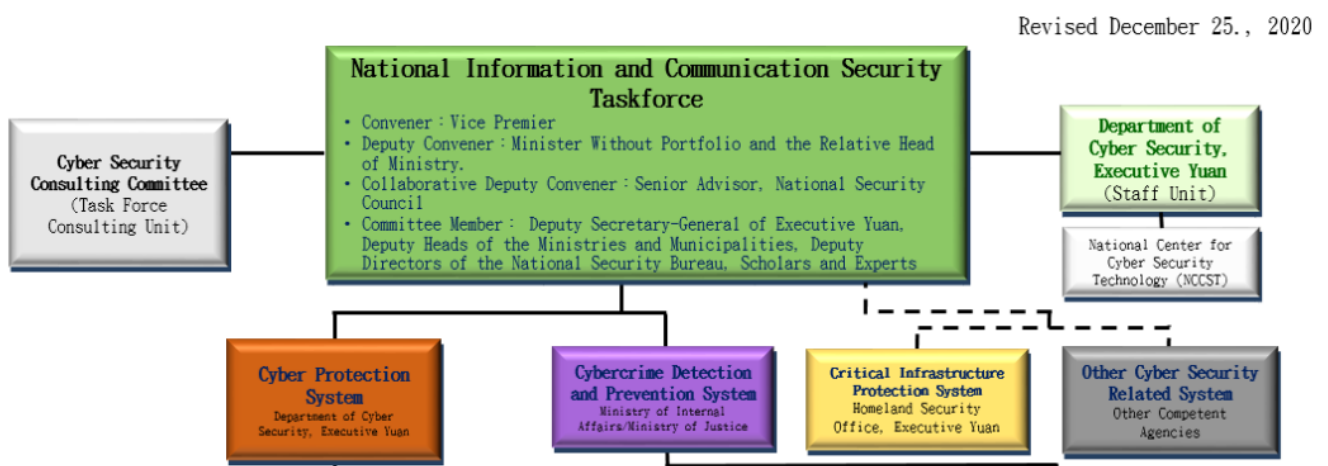 Revised December 25., 2020
National Information and Communication Security
Taskforce
• Convener：Vice Premier
• Deputy Convener：Minister Without Portfolio and the Relative Head
of Ministry.
• Collaborative Deputy Convener：Senior Advisor, National Security
Council
• Committee Member： Deputy Secretary-General of Executive Yuan,
Deputy Heads of the Ministries and Municipalities, Deputy
Directors of the National Security Bureau, Scholars and Experts
Cyber Security
Consulting Committee
(Task Force
Consulting Unit)
Department of
Cyber Security,
Executive Yuan
(Staff Unit)
National Center for
Cyber Security
Technology (NCCST)
Cyber Protection
System
Department of Cyber
Security, Executive Yuan
Cybercrime Detection
and Prevention System
Ministry of Internal
Affairs/Ministry of Justice
Critical Infrastructure
Protection System
Homeland Security
Office, Executive Yuan
Other Cyber Security
Related System
Other Competent
Agencies